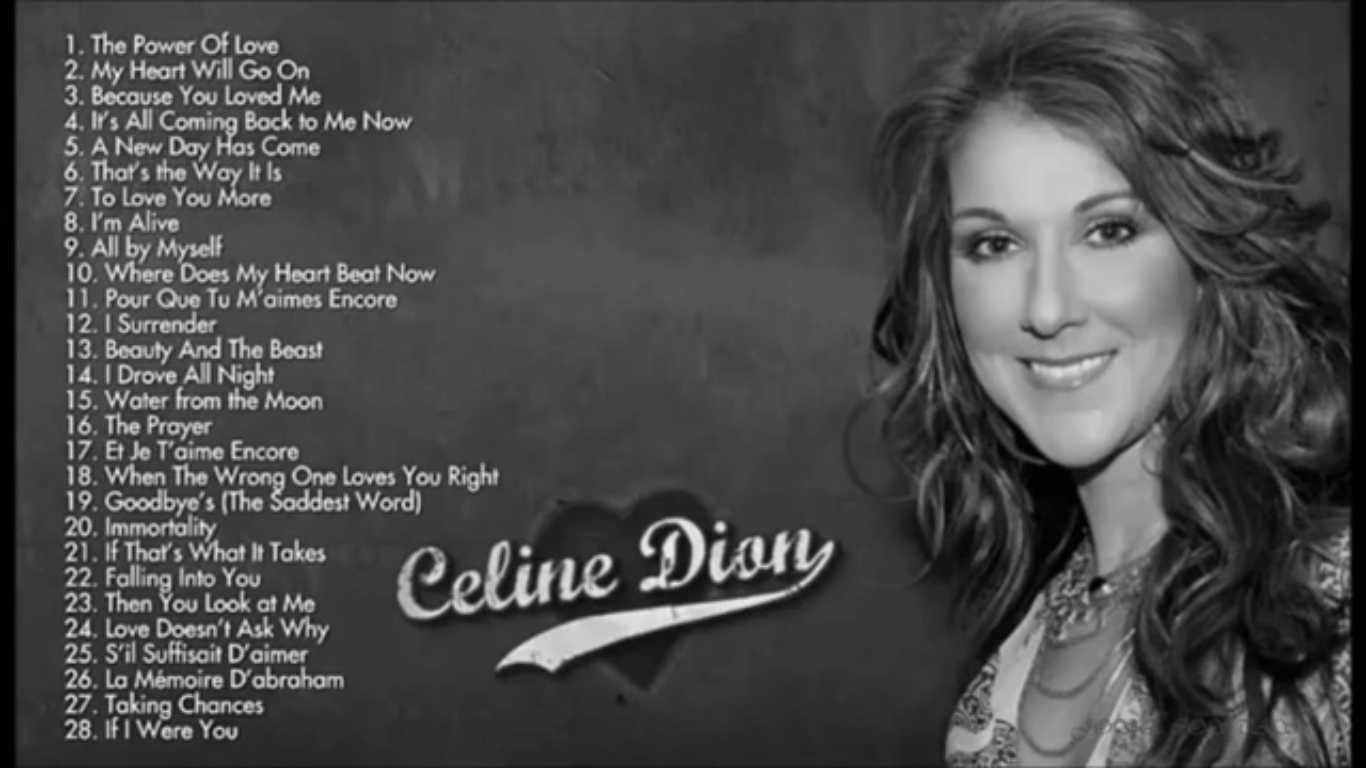 1. The Power Of Love
2. My Heart Will Go On
3. Because You Loved Me
4. It's All Coming Back to Me Now
5. A New Day Has Come
6. That's the Way It Is
7. To Love You More
8. I'm Alive
9. All by Myself
10. Where Does My Heart Beat Now
11. Pour Que Tu M'aimes Encore
12. I Surrender
13. Beauty And The Beast
14. I Drove All Night
15. Water from the Moon
16. The Prayer
17. Et Je T'aime Encore
18. When The Wrong One Loves You Right
19. Goodbye's (The Saddest Word)
20. Immortality
21. If That's What It Takes
22. Falling Into You
23. Then You Look at Me
24. Love Doesn't Ask Why
25. S'il Suffisait D'aimer
26. La Mémoire D'abraham
27. Taking Chances
28. If I Were You
Celine Dion